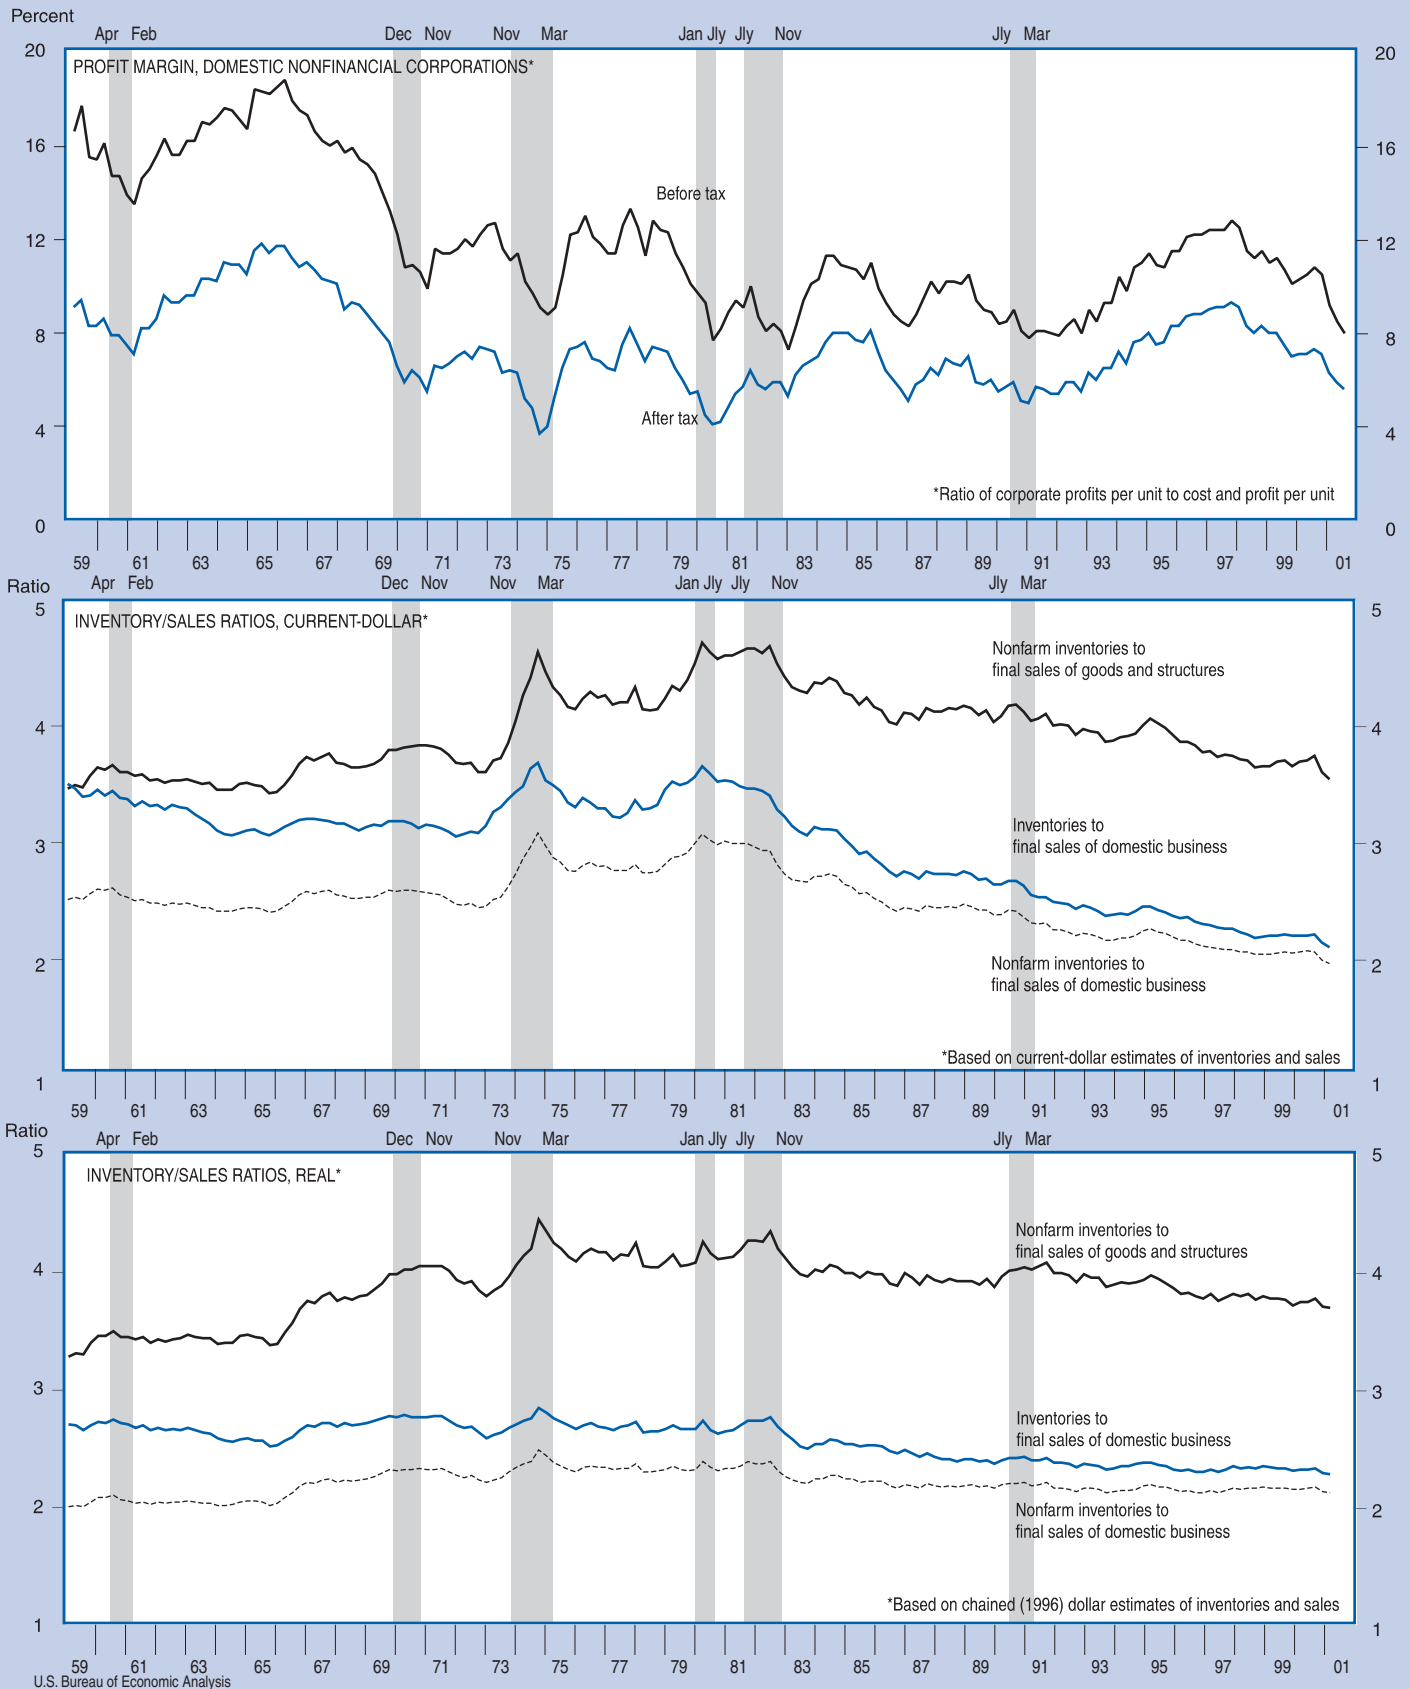 Percent
Apr Feb Dec Nov Nov Mar Jan Jly Jly Nov Jly Mar
20 20
PROFIT MARGIN, DOMESTIC NONFINANCIAL CORPORATIONS*
16 16
Before tax
12 12
8 8
After tax
4 4
*Ratio of corporate profits per unit to cost and profit per unit
0 0
59 61 63 65 67 69 71 73 75 77 79 81 83 85 87 89 91 93 95 97 99 01
Ratio
Apr Feb Dec Nov Nov Mar Jan Jly Jly Nov Jly Mar
5 5
INVENTORY/SALES RATIOS, CURRENT-DOLLAR*
Nonfarm inventories to
final sales of goods and structures
4 4
Inventories to
final sales of domestic business
3 3
2 2
Nonfarm inventories to
final sales of domestic business
*Based on current-dollar estimates of inventories and sales
1 1
59 61 63 65 67 69 71 73 75 77 79 81 83 85 87 89 91 93 95 97 99 01
Ratio
Apr Feb Dec Nov Nov Mar Jan Jly Jly Nov Jly Mar
5 5
INVENTORY/SALES RATIOS, REAL*
Nonfarm inventories to
final sales of goods and structures
4 4
3 3
Inventories to
final sales of domestic business
2 2
Nonfarm inventories to
final sales of domestic business
*Based on chained (1996) dollar estimates of inventories and sales
1 1
59 61 63 65 67 69 71 73 75 77 79 81 83 85 87 89 91 93 95 97 99 01
U.S. Bureau of Economic Analysis